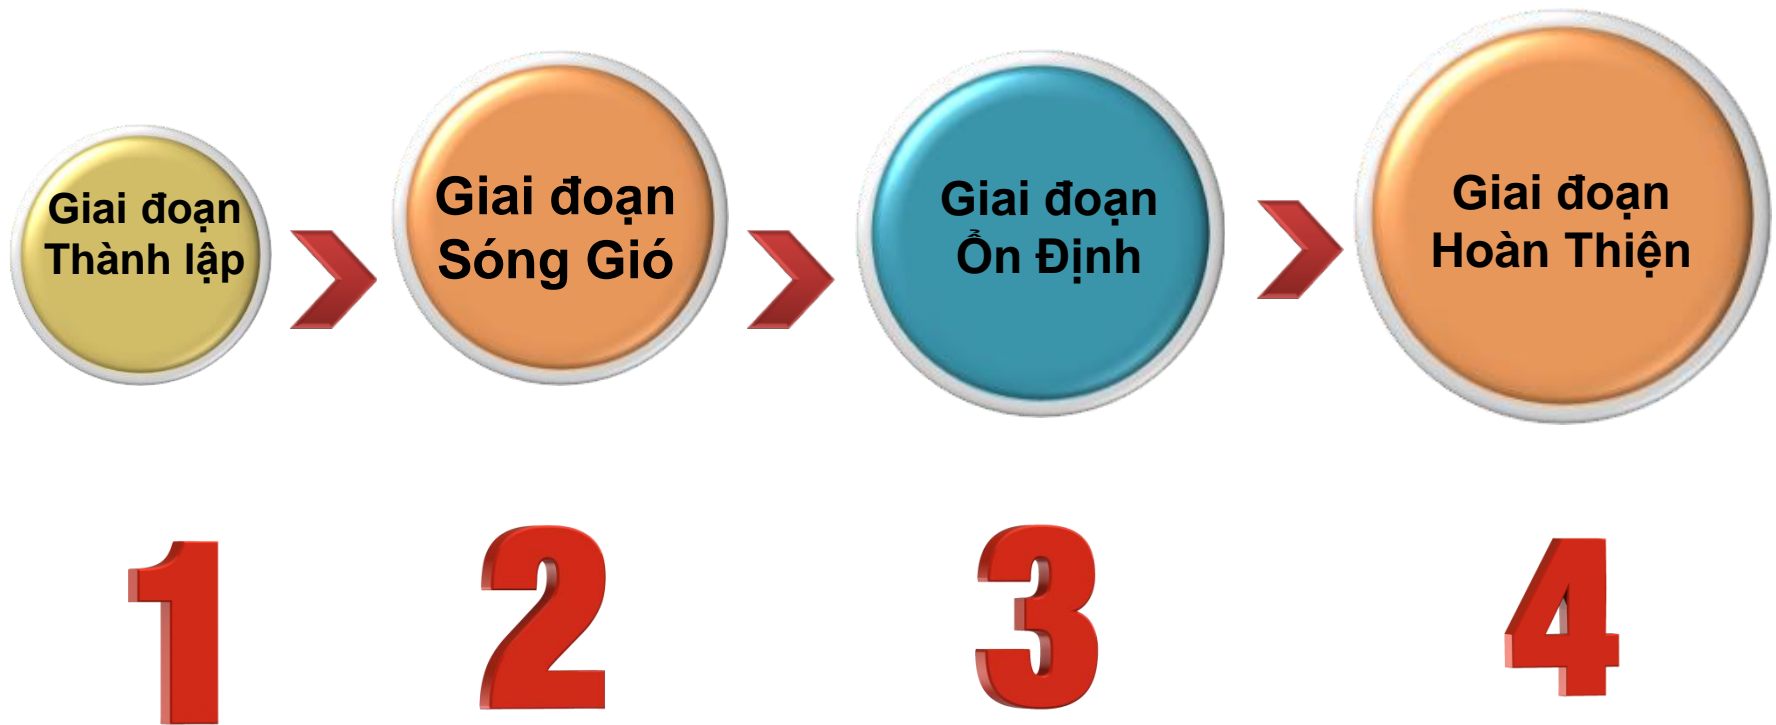 Giai đoạn
Thành lập
Giai đoạn
Sóng Gió
Giai đoạn
Ổn Định
Giai đoạn
Hoàn Thiện
1
2
3
4